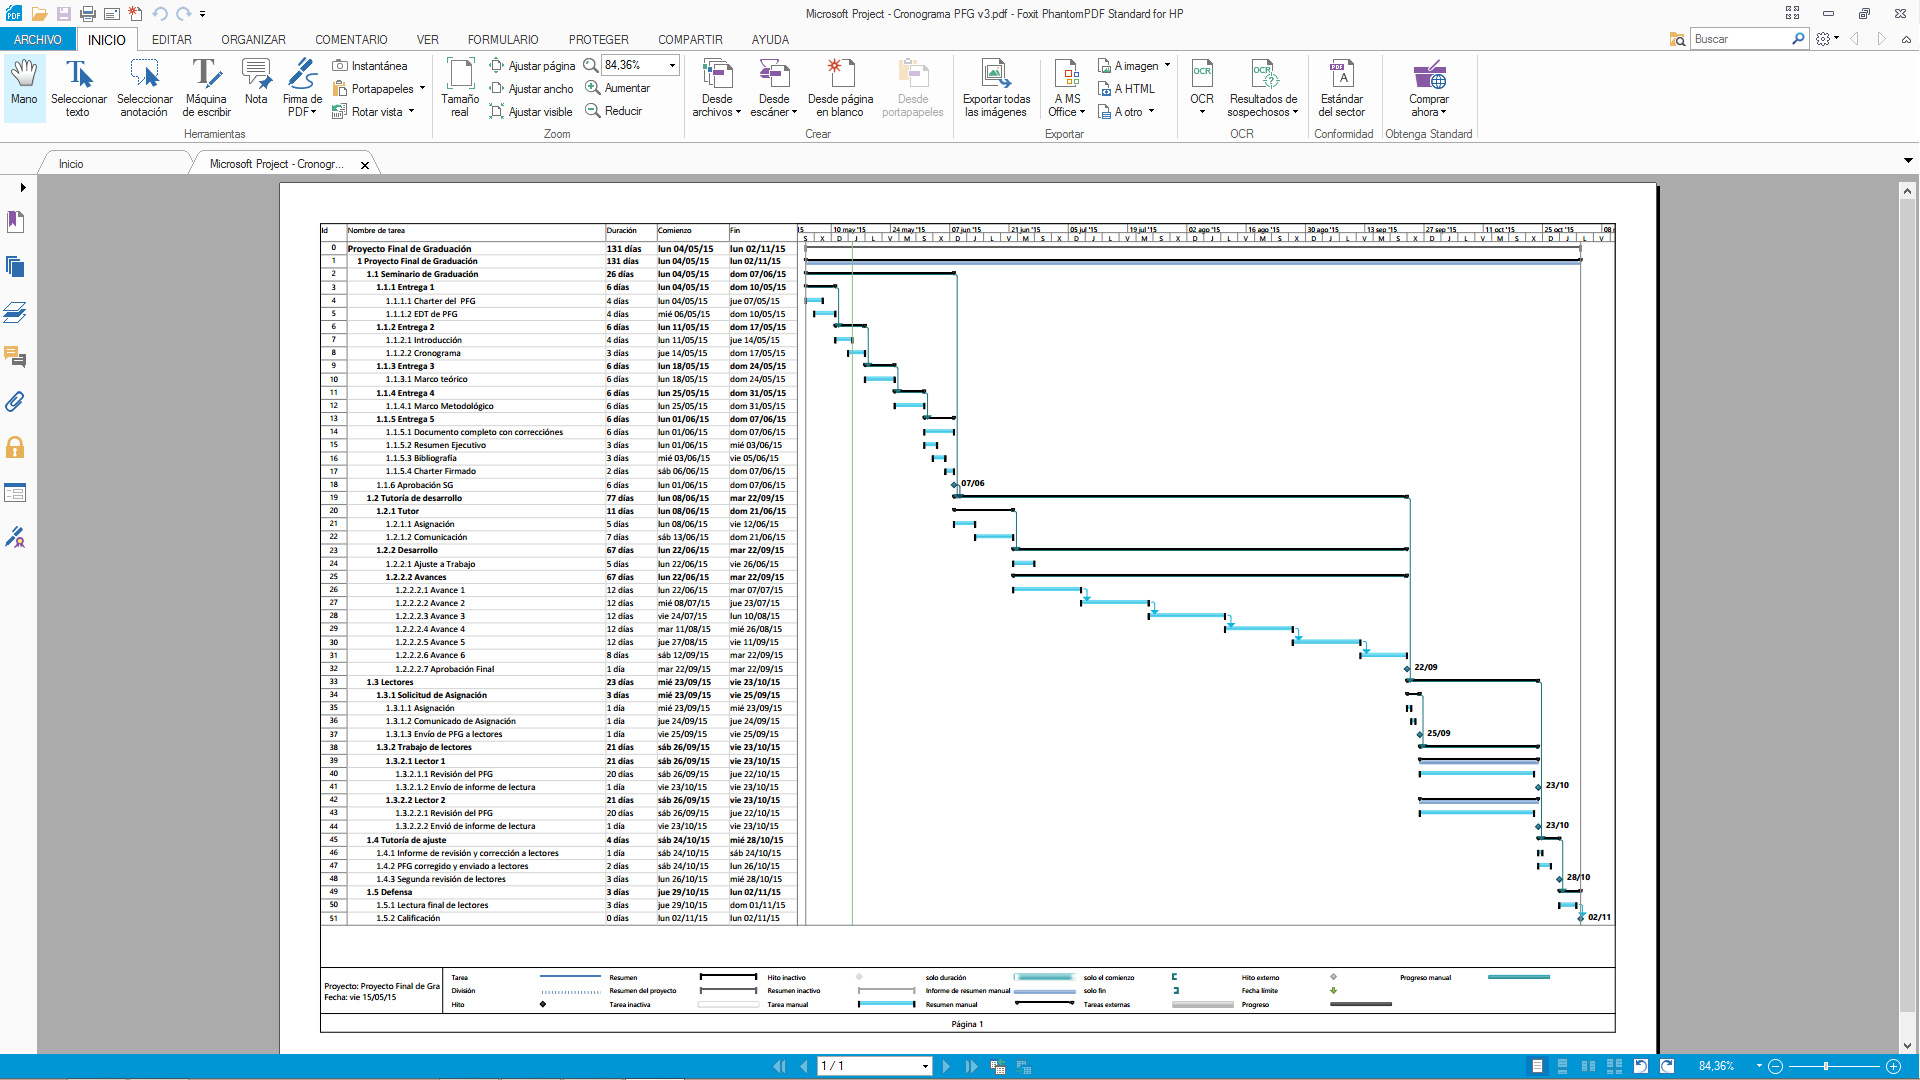 Microsoft Project - Cronograma PFG v3.pdf - Foxit PhantomPDF Standard for HP
ARCHIVO INICIO EDITAR ORGANIZAR COMENTARIO VER FORMULARIO PROTEGER COMPARTIR AYUDA Buscar
Mano
Seleccionar texto
Seleccionar anotación
Máquina de escribir
Nota
Firma de PDF
Instantánea
Portapapeles
Rotar vista
Herramientas
Tamaño real
Ajustar página
Ajustar ancho
Ajustar visible
84,36%
Aumentar
Reducir
Zoom
Desde archivos
Desde escáner
Desde página en blanco
Desde portapapeles
Crear
Exportar todas las imágenes
A MS Office
A imagen
A HTML
A otro
Exportar
OCR
Resultados de sospechosos
OCR
Estándar del sector
Conformidad
Comprar ahora
Obtenga Standard
Inicio
Microsoft Project - Cronogr...
Id Nombre de tarea Duración Comienzo Fin
15 10 may '15 24 may '15 07 jun '15 21 jun '15 05 jul '15 19 jul '15 02 ago '15 16 ago '15 30 ago '15 13 sep '15 27 sep '15 11 oct '15 25 oct '15 08
S X D J L V M S X D J L V M S X D J L V M S X D J L V M S X D J L V M S X D J L V M S X D J L V
0 Proyecto Final de Graduación 131 días lun 04/05/15 lun 02/11/15
1 1 Proyecto Final de Graduación 131 días lun 04/05/15 lun 02/11/15
2 1.1 Seminario de Graduación 26 días lun 04/05/15 dom 07/06/15
3 1.1.1 Entrega 1 6 días lun 04/05/15 dom 10/05/15
4 1.1.1.1 Charter del PFG 4 días lun 04/05/15 jue 07/05/15
5 1.1.1.2 EDT de PFG 4 días mié 06/05/15 dom 10/05/15
6 1.1.2 Entrega 2 6 días lun 11/05/15 dom 17/05/15
7 1.1.2.1 Introducción 4 días lun 11/05/15 jue 14/05/15
8 1.1.2.2 Cronograma 3 días jue 14/05/15 dom 17/05/15
9 1.1.3 Entrega 3 6 días lun 18/05/15 dom 24/05/15
10 1.1.3.1 Marco teórico 6 días lun 18/05/15 dom 24/05/15
11 1.1.4 Entrega 4 6 días lun 25/05/15 dom 31/05/15
12 1.1.4.1 Marco Metodológico 6 días lun 25/05/15 dom 31/05/15
13 1.1.5 Entrega 5 6 días lun 01/06/15 dom 07/06/15
14 1.1.5.1 Documento completo con correcciónes 6 días lun 01/06/15 dom 07/06/15
15 1.1.5.2 Resumen Ejecutivo 3 días lun 01/06/15 mié 03/06/15
16 1.1.5.3 Bibliografía 3 días mié 03/06/15 vie 05/06/15
17 1.1.5.4 Charter Firmado 2 días sáb 06/06/15 dom 07/06/15
18 1.1.6 Aprobación SG 6 días lun 01/06/15 dom 07/06/15 07/06
19 1.2 Tutoría de desarrollo 77 días lun 08/06/15 mar 22/09/15
20 1.2.1 Tutor 11 días lun 08/06/15 dom 21/06/15
21 1.2.1.1 Asignación 5 días lun 08/06/15 vie 12/06/15
22 1.2.1.2 Comunicación 7 días sáb 13/06/15 dom 21/06/15
23 1.2.2 Desarrollo 67 días lun 22/06/15 mar 22/09/15
24 1.2.2.1 Ajuste a Trabajo 5 días lun 22/06/15 vie 26/06/15
25 1.2.2.2 Avances 67 días lun 22/06/15 mar 22/09/15
26 1.2.2.2.1 Avance 1 12 días lun 22/06/15 mar 07/07/15
27 1.2.2.2.2 Avance 2 12 días mié 08/07/15 jue 23/07/15
28 1.2.2.2.3 Avance 3 12 días vie 24/07/15 lun 10/08/15
29 1.2.2.2.4 Avance 4 12 días mar 11/08/15 mié 26/08/15
30 1.2.2.2.5 Avance 5 12 días jue 27/08/15 vie 11/09/15
31 1.2.2.2.6 Avance 6 8 días sáb 12/09/15 mar 22/09/15
32 1.2.2.2.7 Aprobación Final 1 día mar 22/09/15 mar 22/09/15 22/09
33 1.3 Lectores 23 días mié 23/09/15 vie 23/10/15
34 1.3.1 Solicitud de Asignación 3 días mié 23/09/15 vie 25/09/15
35 1.3.1.1 Asignación 1 día mié 23/09/15 mié 23/09/15
36 1.3.1.2 Comunicado de Asignación 1 día jue 24/09/15 jue 24/09/15
37 1.3.1.3 Envío de PFG a lectores 1 día vie 25/09/15 vie 25/09/15 25/09
38 1.3.2 Trabajo de lectores 21 días sáb 26/09/15 vie 23/10/15
39 1.3.2.1 Lector 1 21 días sáb 26/09/15 vie 23/10/15
40 1.3.2.1.1 Revisión del PFG 20 días sáb 26/09/15 jue 22/10/15
41 1.3.2.1.2 Envío de informe de lectura 1 día vie 23/10/15 vie 23/10/15 23/10
42 1.3.2.2 Lector 2 21 días sáb 26/09/15 vie 23/10/15
43 1.3.2.2.1 Revisión del PFG 20 días sáb 26/09/15 jue 22/10/15
44 1.3.2.2.2 Envió de informe de lectura 1 día vie 23/10/15 vie 23/10/15 23/10
45 1.4 Tutoría de ajuste 4 días sáb 24/10/15 mié 28/10/15
46 1.4.1 Informe de revisión y corrección a lectores 1 día sáb 24/10/15 sáb 24/10/15
47 1.4.2 PFG corregido y enviado a lectores 2 días sáb 24/10/15 lun 26/10/15
48 1.4.3 Segunda revisión de lectores 3 días lun 26/10/15 mié 28/10/15 28/10
49 1.5 Defensa 3 días jue 29/10/15 lun 02/11/15
50 1.5.1 Lectura final de lectores 3 días jue 29/10/15 dom 01/11/15
51 1.5.2 Calificación 0 días lun 02/11/15 lun 02/11/15 02/11
Proyecto: Proyecto Final de Gra
Fecha: vie 15/05/15
Tarea Resumen Hito inactivo solo duración solo el comienzo Hito externo Progreso manual
División Resumen del proyecto Resumen inactivo Informe de resumen manual solo fin Fecha límite
Hito Tarea inactiva Tarea manual Resumen manual Tareas externas Progreso
Página 1
1 / 1
84,36%